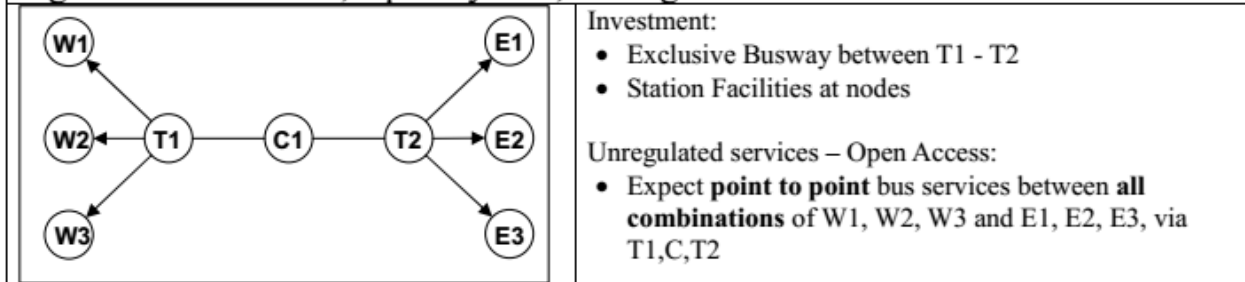 W1
E1
W2
T1
C1
T2
E2
W3
E3
Investment:
• Exclusive Busway between T1 - T2
• Station Facilities at nodes
Unregulated services – Open Access:
• Expect point to point bus services between all
combinations of W1, W2, W3 and E1, E2, E3, via
T1,C,T2